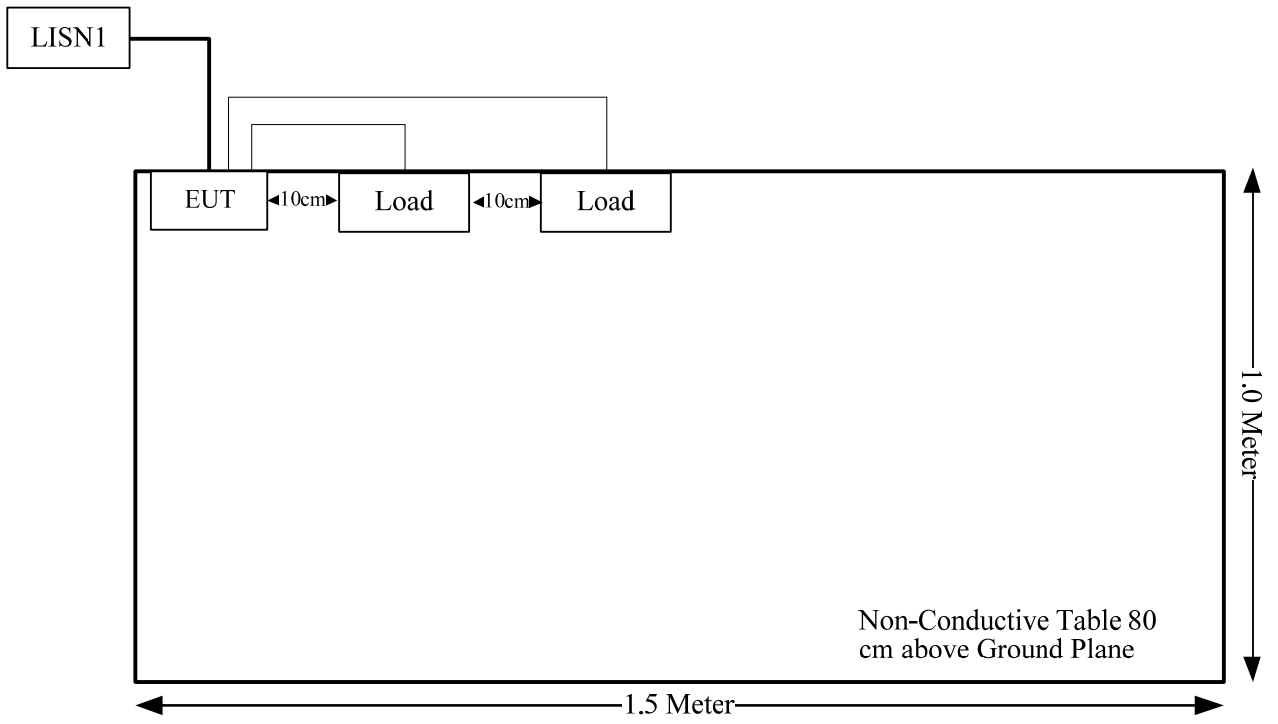 LISN1
EUT
10cm
Load
10cm
Load
1.0 Meter
Non-Conductive Table 80
cm above Ground Plane
1.5 Meter